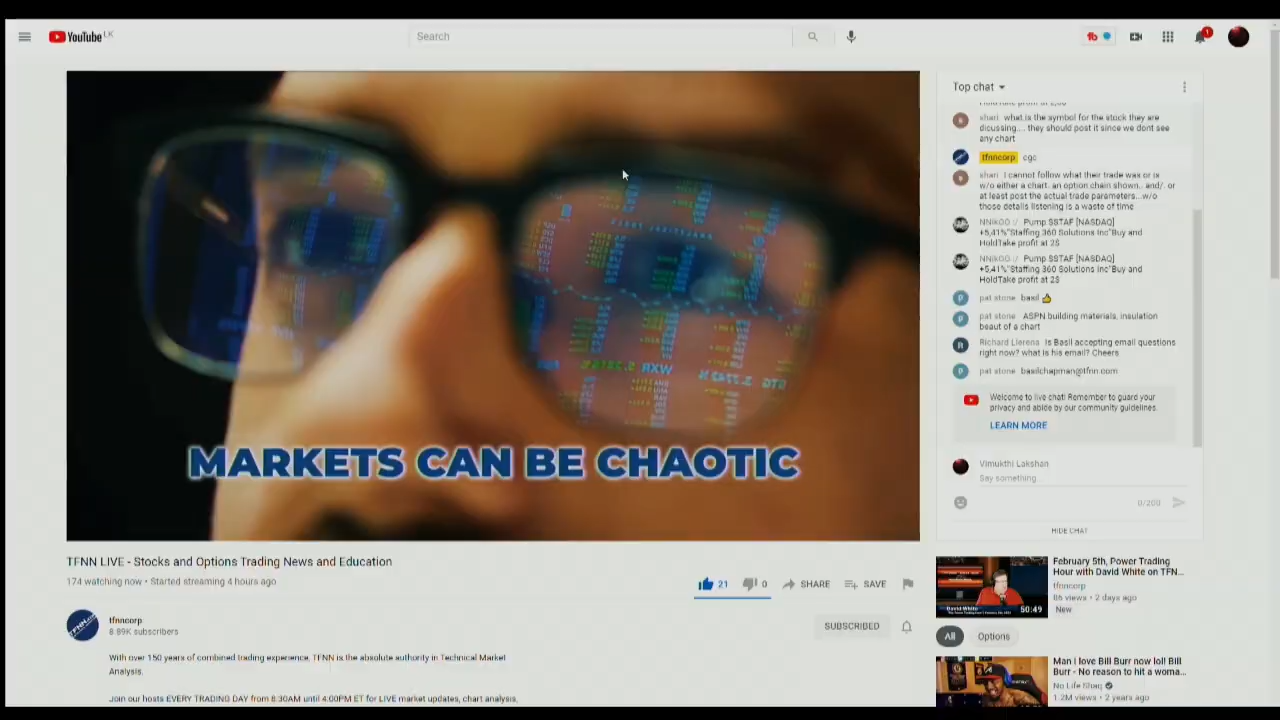 YouTube LK
Search
1
MARKETS CAN BE CHAOTIC
TFNN LIVE - Stocks and Options Trading News and Education
174 watching now • Started streaming 4 hours ago
21
0
SHARE
SAVE
tfnncorp
8.89K subscribers
SUBSCRIBED
With over 150 years of combined trading experience, TFNN is the absolute authority in Technical Market
Analysis.
Join our hosts EVERY TRADING DAY from 8:30AM until 4:00PM ET for LIVE market updates, chart analysis,
Top chat
shari what is the symbol for the stock they are
dicussing.... they should post it since we dont see
any chart
tfnncorp cgc
shari I cannot follow what their trade wax or is
w/o either a chart, an option chain shown.. and/. or
at least post the actual trade parameters...w/o
those details listening is a waste of time
Pump $STAF [NASDAQ]
+5,41%"Staffing 360 Solutions Inc"Buy and
HoldTake profit at 2$
Pump $STAF [NASDAQ]
+5,41%"Staffing 360 Solutions Inc"Buy and
HoldTake profit at 2$
pat stone basil 👍
pat stone ASPN building materials, insulation
beaut of a chart
Richard Llerena Is Basil accepting email questions
right now? what is his email? Cheers
pat stone basilchapman@tfnn.com
Welcome to live chat! Remember to guard your
privacy and abide by our community guidelines.
LEARN MORE
Vimukthi Lakshan
Say something...
0/200
HIDE CHAT
David White
50:49
February 5th, Power Trading
Hour with David White on TFN...
tfnncorp
86 views • 2 days ago
New
All
Options
Man i love Bill Burr now lol! Bill
Burr - No reason to hit a woma...
No Life Shaq
1.2M views • 2 years ago